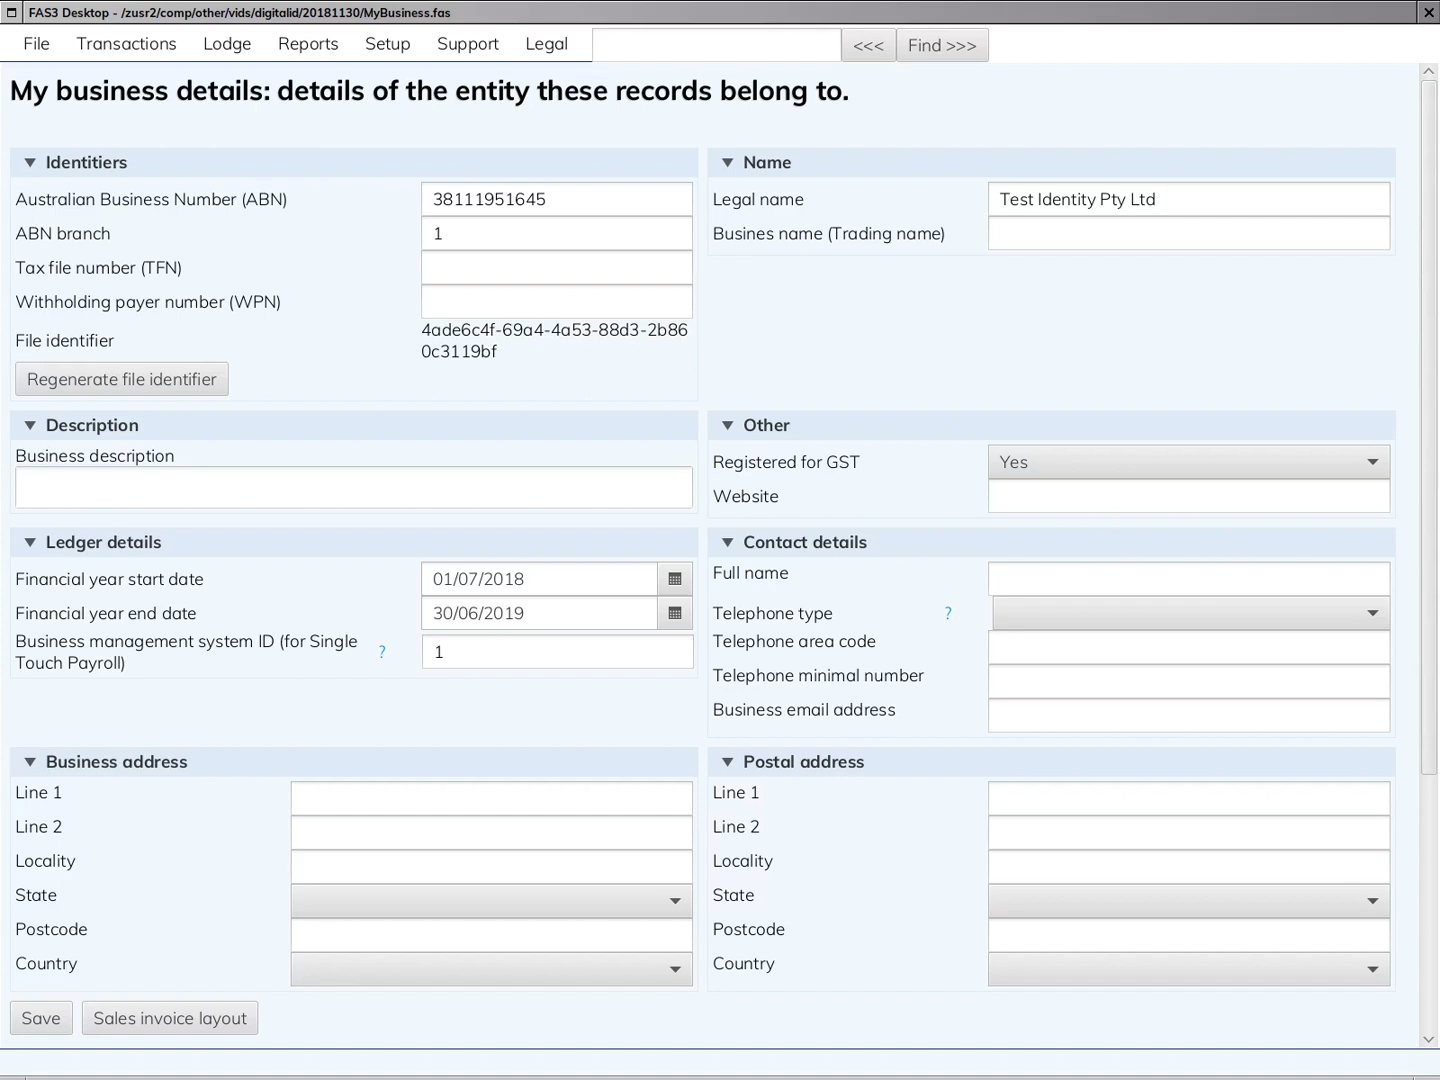 FAS3 Desktop - /zusr2/comp/other/vids/digitalid/20181130/MyBusiness.fas
File Transactions Lodge Reports Setup Support Legal <<< Find >>>
My business details: details of the entity these records belong to.
Identitiers
Australian Business Number (ABN) 38111951645
ABN branch 1
Tax file number (TFN)
Withholding payer number (WPN)
File identifier 4ade6c4f-69a4-4a53-88d3-2b86
0c3119bf
Regenerate file identifier
Name
Legal name Test Identity Pty Ltd
Busines name (Trading name)
Description
Business description
Other
Registered for GST Yes
Website
Ledger details
Financial year start date 01/07/2018
Financial year end date 30/06/2019
Business management system ID (for Single
Touch Payroll) ? 1
Contact details
Full name
Telephone type ?
Telephone area code
Telephone minimal number
Business email address
Business address
Line 1
Line 2
Locality
State
Postcode
Country
Postal address
Line 1
Line 2
Locality
State
Postcode
Country
Save Sales invoice layout